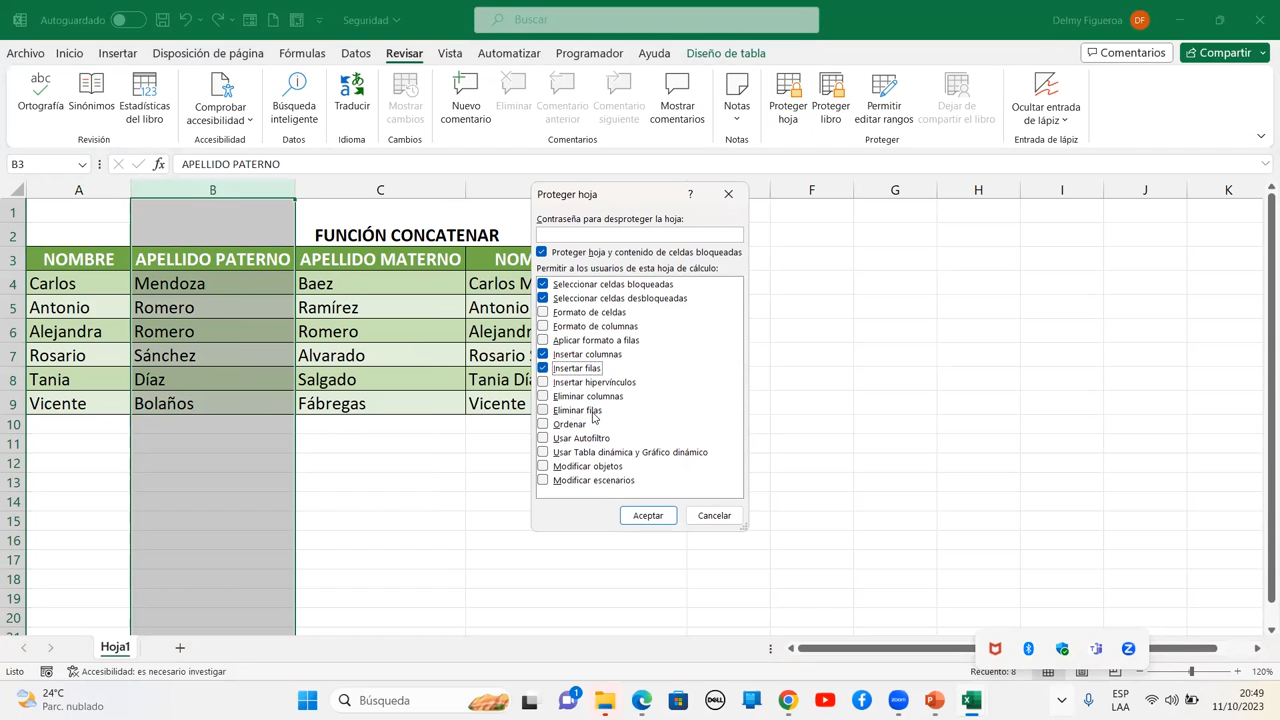 Autoguardado
Seguridad
Buscar
Delmy Figueroa
DF
Archivo Inicio Insertar Disposición de página Fórmulas Datos Revisar Vista Automatizar Programador Ayuda Diseño de tabla
Comentarios
Compartir
abc
Ortografía
Sinónimos
123
Estadísticas
del libro
Revisión
Comprobar
accesibilidad
Accesibilidad
Búsqueda
inteligente
Datos
Traducir
Idioma
Mostrar
cambios
Cambios
Nuevo
comentario
Eliminar
Comentario
anterior
Comentario
siguiente
Mostrar
comentarios
Comentarios
Notas
Notas
Proteger
hoja
Proteger
libro
Permitir
editar rangos
Dejar de
compartir el libro
Proteger
Ocultar entrada
de lápiz
Entrada de lápiz
B3
fx
APELLIDO PATERNO
A B C F G H I J K
1
2 FUNCIÓN CONCATENAR
3 NOMBRE APELLIDO PATERNO APELLIDO MATERNO NOM
4 Carlos Mendoza Baez Carlos M
5 Antonio Romero Ramírez Antonio
6 Alejandra Romero Romero Alejandr
7 Rosario Sánchez Alvarado Rosario S
8 Tania Díaz Salgado Tania Día
9 Vicente Bolaños Fábregas Vicente
10
11
12
13
14
15
16
17
18
19
20
Proteger hoja
?
Contraseña para desproteger la hoja:
Proteger hoja y contenido de celdas bloqueadas
Permitir a los usuarios de esta hoja de cálculo:
Seleccionar celdas bloqueadas
Seleccionar celdas desbloqueadas
Formato de celdas
Formato de columnas
Aplicar formato a filas
Insertar columnas
Insertar filas
Insertar hipervínculos
Eliminar columnas
Eliminar filas
Ordenar
Usar Autofiltro
Usar Tabla dinámica y Gráfico dinámico
Modificar objetos
Modificar escenarios
Aceptar
Cancelar
Hoja1
Listo
Accesibilidad: es necesario investigar
Recuento: 8
120%
24°C
Parc. nublado
Búsqueda
1
DELL
zoom
ESP
LAA
20:49
11/10/2023